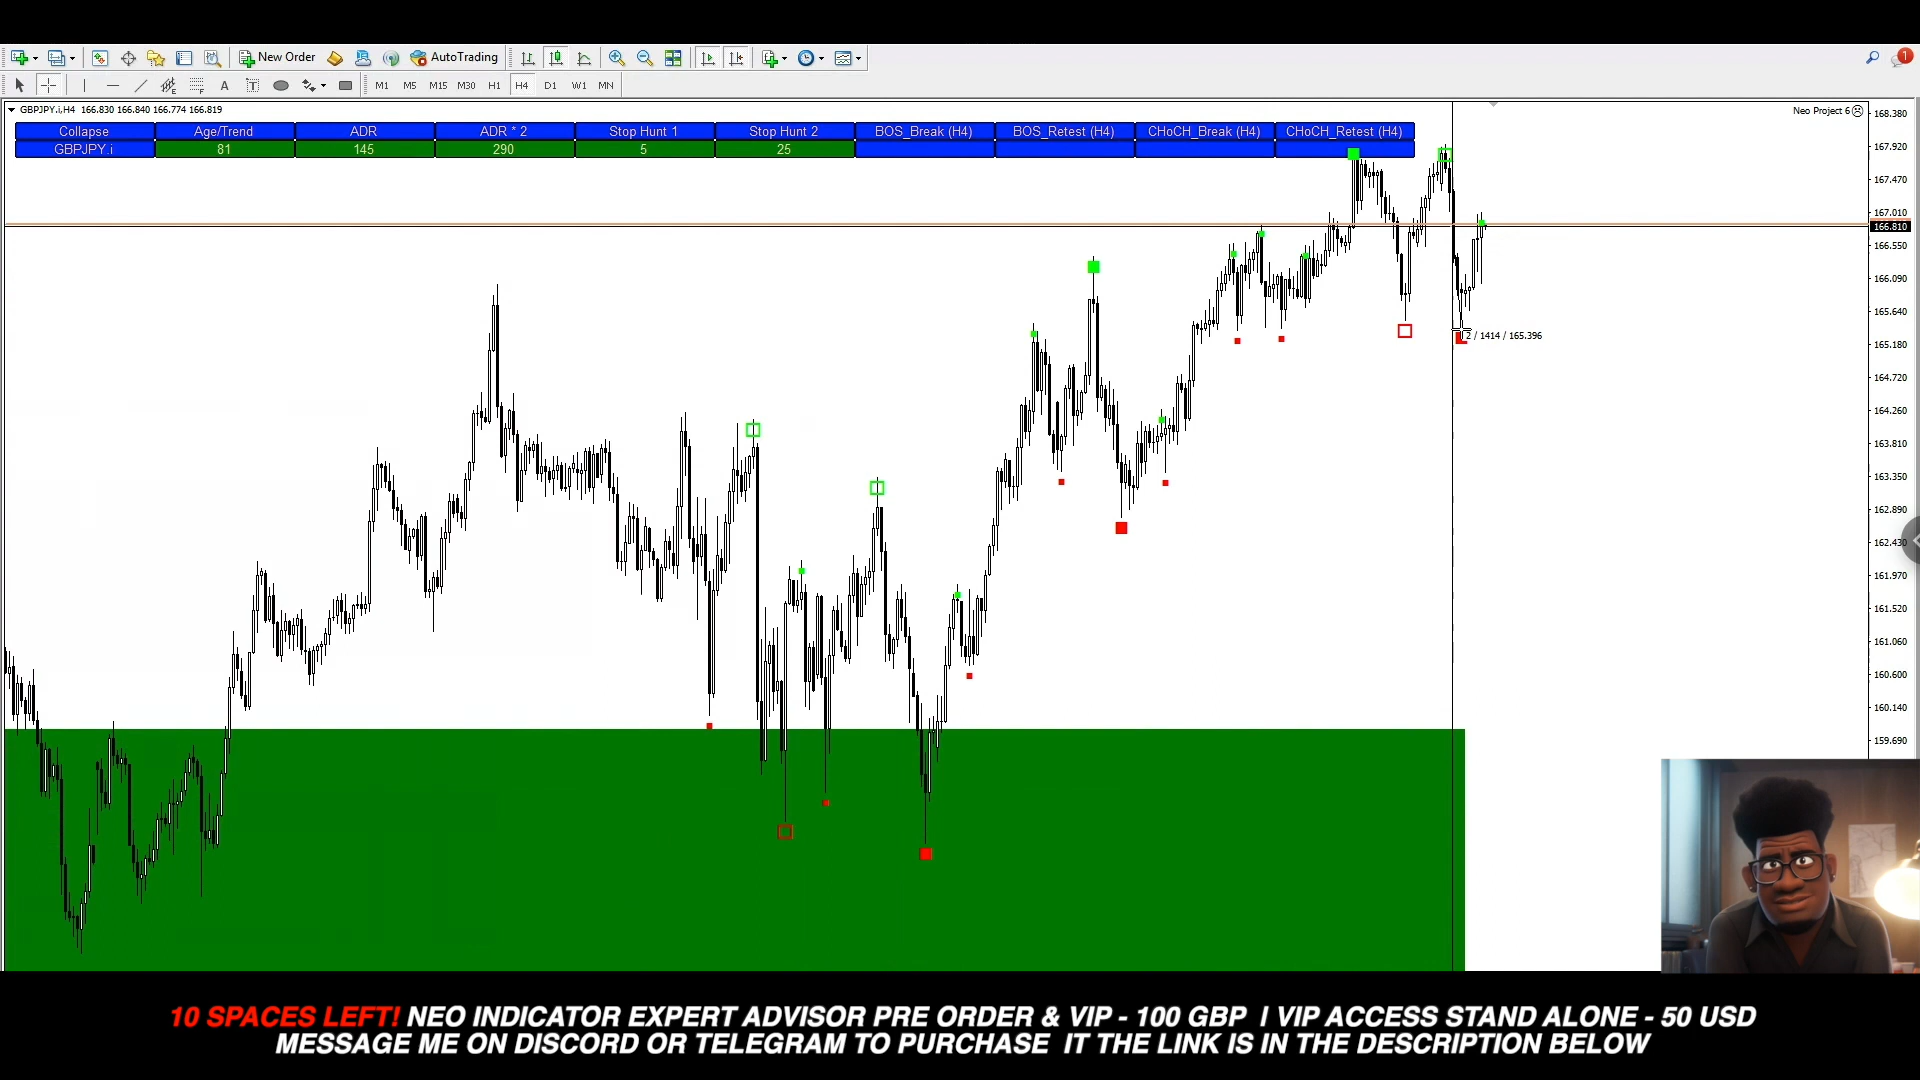 New Order AutoTrading
A T M1 M5 M15 M30 H1 H4 D1 W1 MN
1
GBPJPY.i,H4 166.830 166.840 166.774 166.819
Neo Project 6
Collapse Age/Trend ADR ADR * 2 Stop Hunt 1 Stop Hunt 2 BOS_Break (H4) BOS_Retest (H4) CHoCH_Break (H4) CHoCH_Retest (H4)
GBPJPY.i 81 145 290 5 25
168.380
167.920
167.470
167.010
166.810
166.550
166.090
165.640
2 / 1414 / 165.396
165.180
164.720
164.260
163.810
163.350
162.890
162.430
161.970
161.520
161.060
160.600
160.140
159.690
10 SPACES LEFT! NEO INDICATOR EXPERT ADVISOR PRE ORDER & VIP - 100 GBP I VIP ACCESS STAND ALONE - 50 USD
MESSAGE ME ON DISCORD OR TELEGRAM TO PURCHASE IT THE LINK IS IN THE DESCRIPTION BELOW